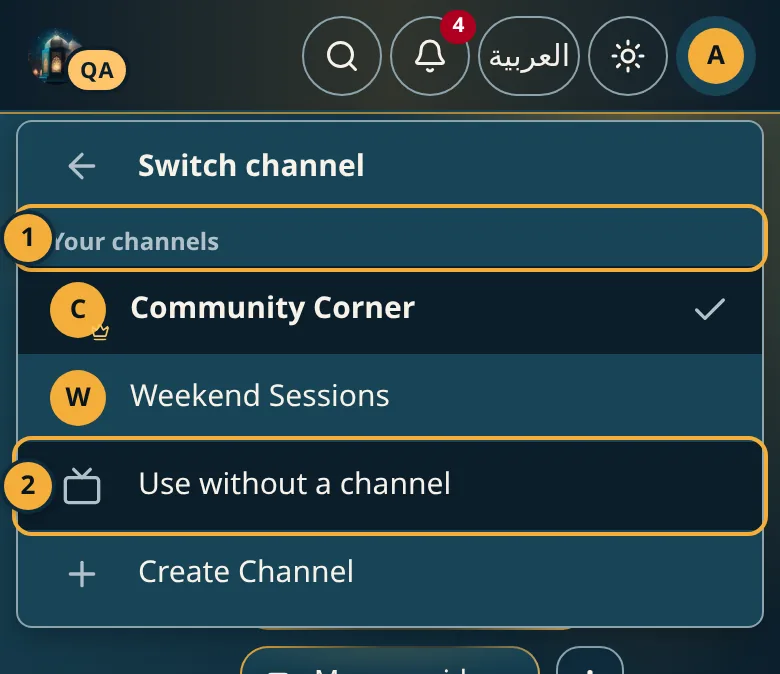 QA
4
العربية
A
Switch channel
1
Your channels
C
Community Corner
W
Weekend Sessions
2
Use without a channel
Create Channel